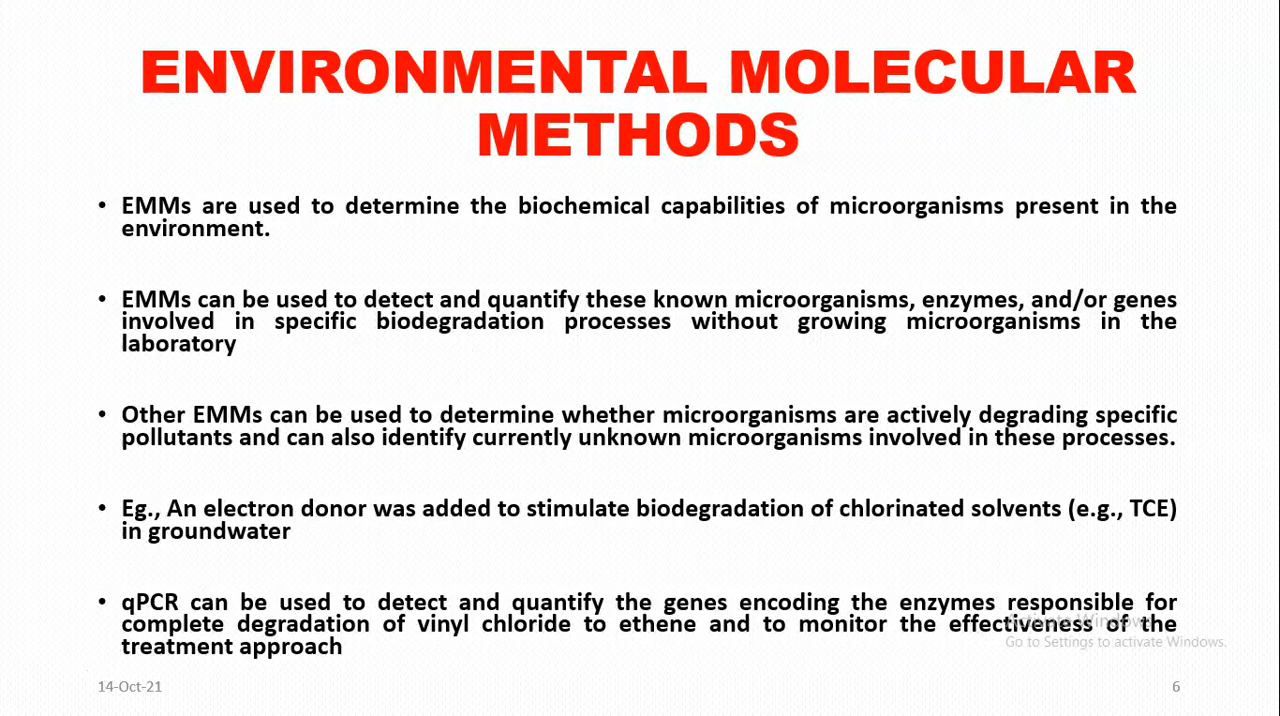 ENVIRONMENTAL MOLECULAR
METHODS
• EMMs are used to determine the biochemical capabilities of microorganisms present in the
environment.
• EMMs can be used to detect and quantify these known microorganisms, enzymes, and/or genes
involved in specific biodegradation processes without growing microorganisms in the
laboratory
• Other EMMs can be used to determine whether microorganisms are actively degrading specific
pollutants and can also identify currently unknown microorganisms involved in these processes.
• Eg., An electron donor was added to stimulate biodegradation of chlorinated solvents (e.g., TCE)
in groundwater
• qPCR can be used to detect and quantify the genes encoding the enzymes responsible for
complete degradation of vinyl chloride to ethene and to monitor the effectiveness of the
treatment approach
Activate Windows
Go to Settings to activate Windows.
14-Oct-21
6